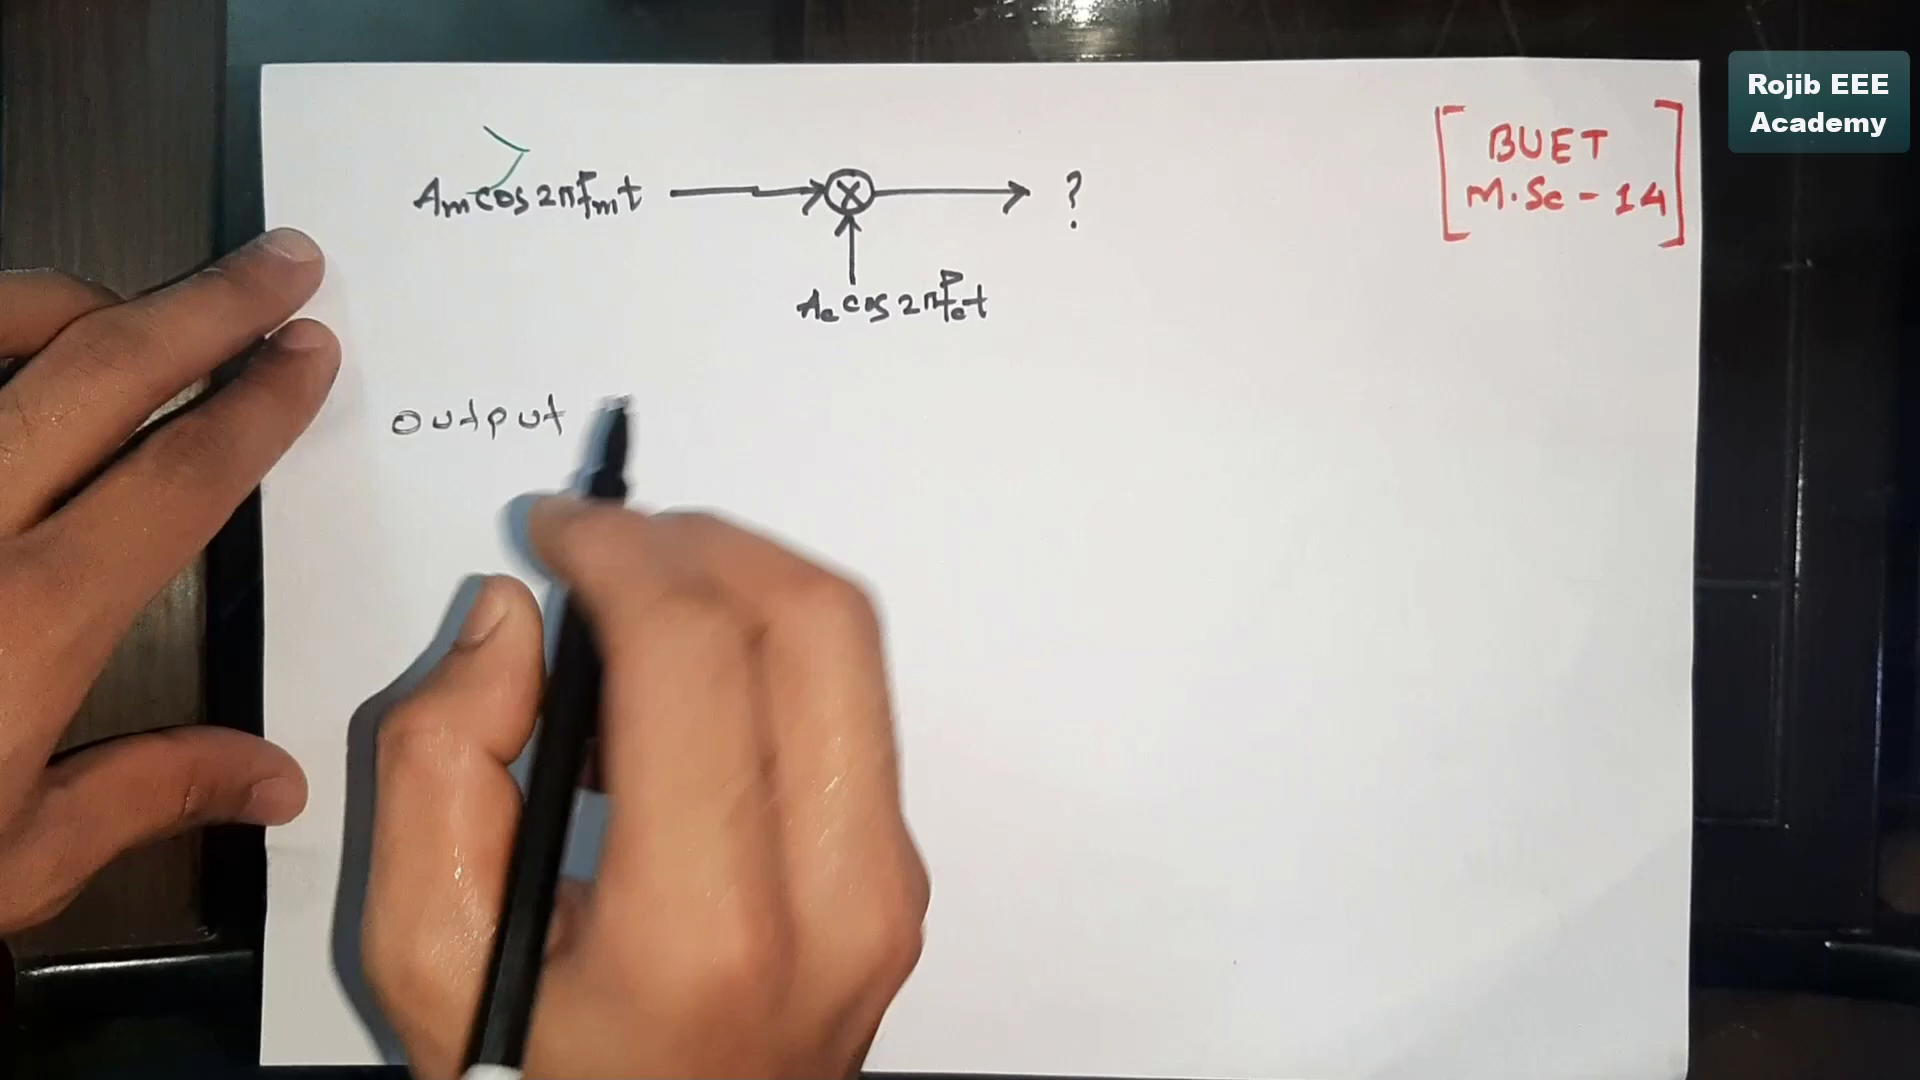 Amcos2πfmt ? 
Accos2πfct
output
[BUET
M.Sc-14]
Rojib EEE
Academy